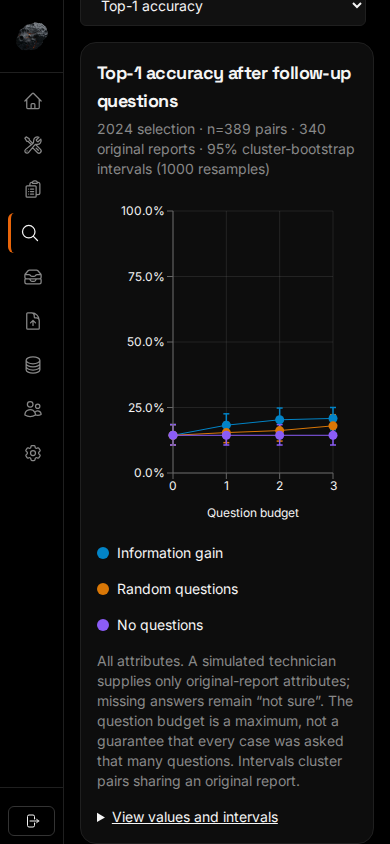 Top-1 accuracy
Top-1 accuracy after follow-up
questions
2024 selection · n=389 pairs · 340
original reports · 95% cluster-bootstrap
intervals (1000 resamples)
100.0%
75.0%
50.0%
25.0%
0.0%
0 1 2 3
Question budget
Information gain
Random questions
No questions
All attributes. A simulated technician
supplies only original-report attributes;
missing answers remain “not sure”. The
question budget is a maximum, not a
guarantee that every case was asked
that many questions. Intervals cluster
pairs sharing an original report.
View values and intervals